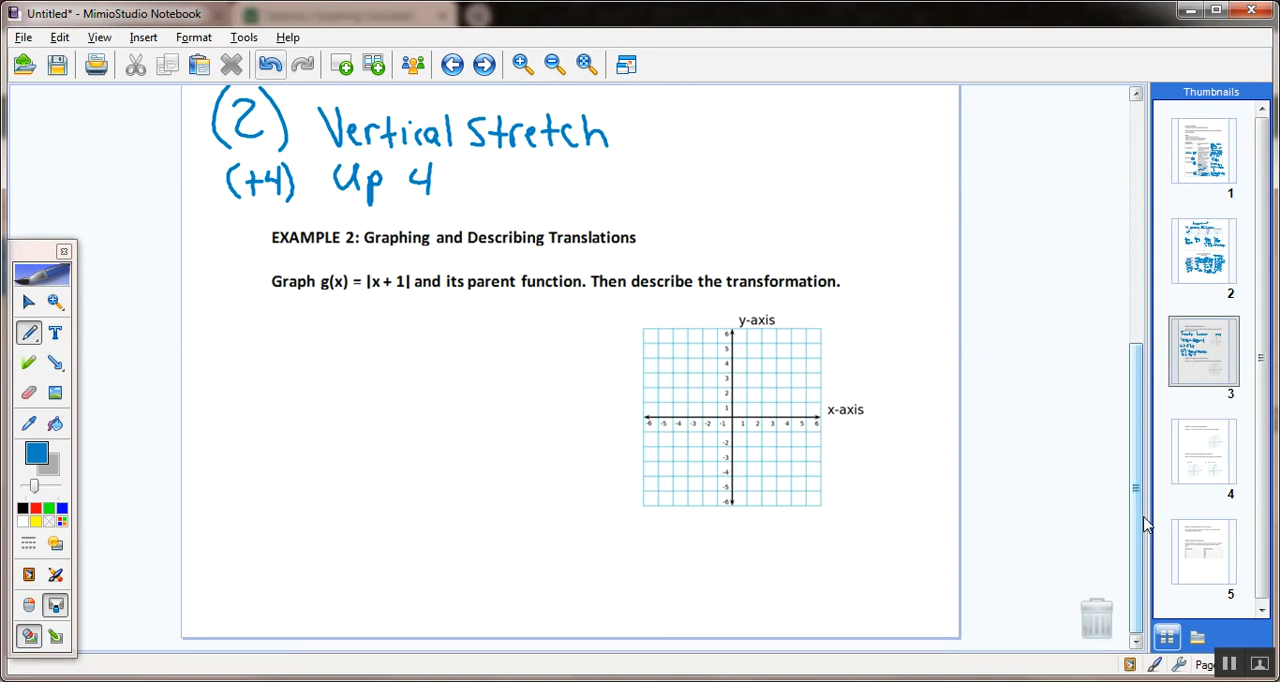 Untitled* - MimioStudio Notebook
File Edit View Insert Format Tools Help
Thumbnails
(2) Vertical Stretch
(+4) Up 4
EXAMPLE 2: Graphing and Describing Translations
Graph g(x) = |x + 1| and its parent function. Then describe the transformation.
y-axis
6
5
4
3
2
1
x-axis
-6 -5 -4 -3 -2 -1 1 2 3 4 5 6
-2
-3
-4
-5
-6
1
2
3
4
5
Page